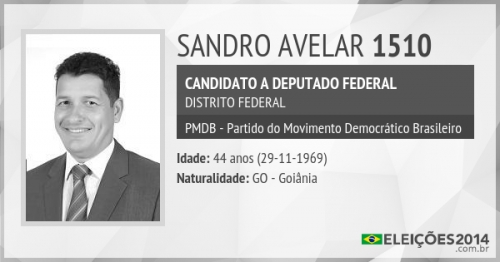 SANDRO AVELAR 1510
CANDIDATO A DEPUTADO FEDERAL
DISTRITO FEDERAL
PMDB - Partido do Movimento Democrático Brasileiro
Idade: 44 anos (29-11-1969)
Naturalidade: GO - Goiânia
ELEIÇÕES2014
.com.br